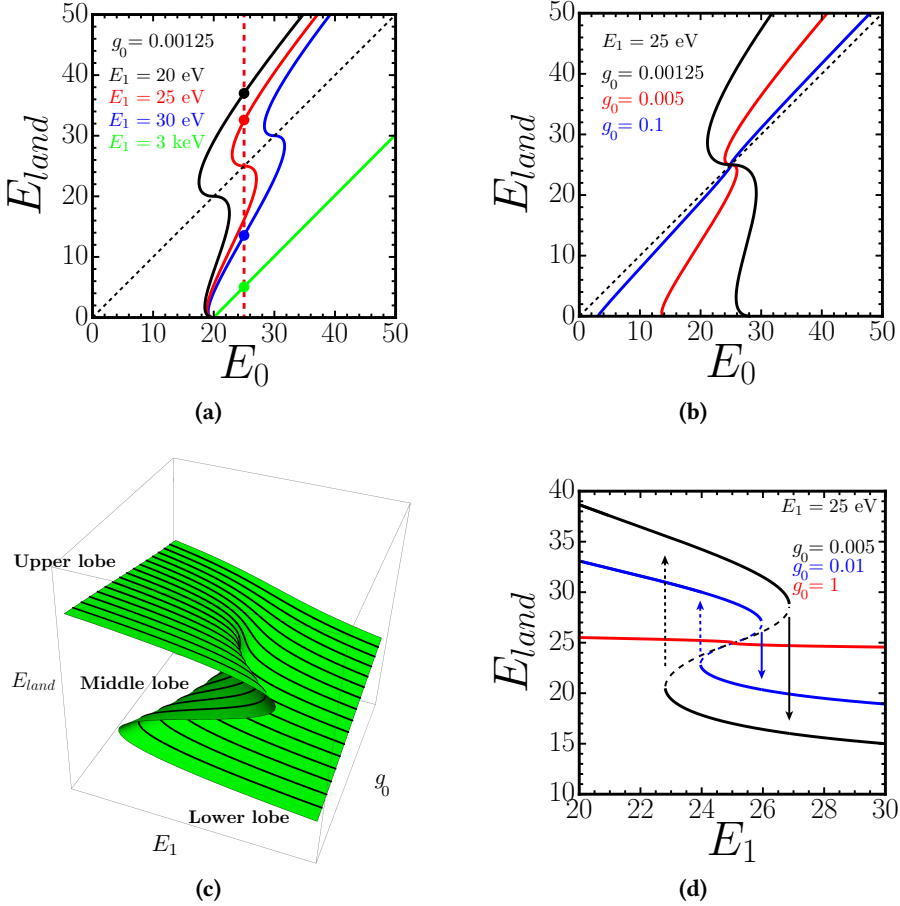 g₀ = 0.00125
E₁ = 20 eV
E₁ = 25 eV
E₁ = 30 eV
E₁ = 3 keV
E_land
50
40
30
20
10
0
0 10 20 30 40 50
E₀
(a)
E₁ = 25 eV
g₀ = 0.00125
g₀ = 0.005
g₀ = 0.1
E_land
50
40
30
20
10
0
0 10 20 30 40 50
E₀
(b)
Upper lobe
Middle lobe
Lower lobe
E_land
g₀
E₁
(c)
E₁ = 25 eV
g₀ = 0.005
g₀ = 0.01
g₀ = 1
E_land
40
35
30
25
20
15
10
20 22 24 26 28 30
E₁
(d)